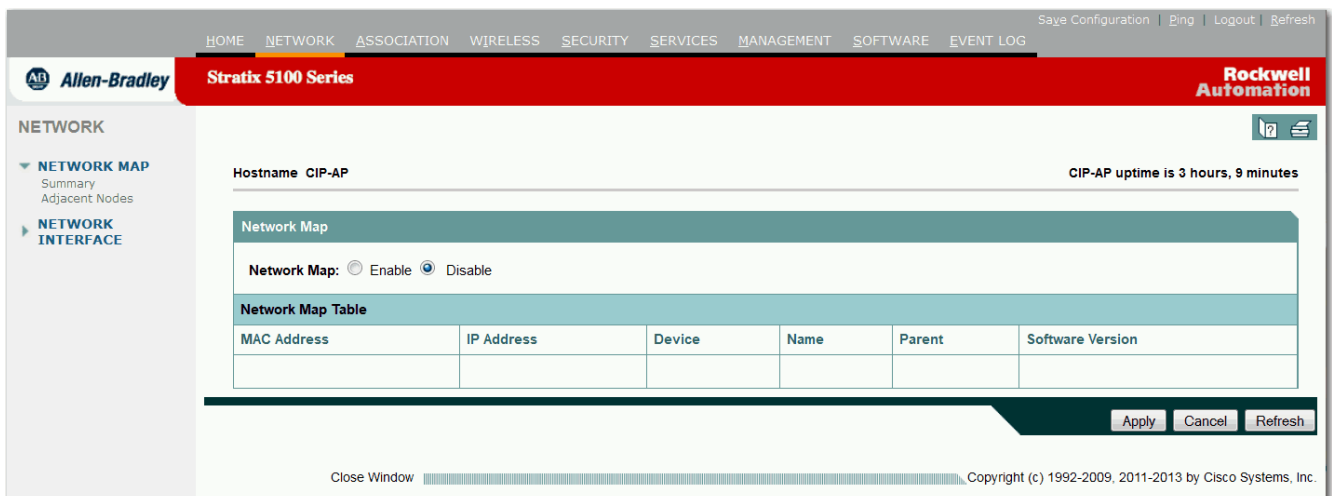 Save Configuration | Ping | Logout | Refresh
HOME NETWORK ASSOCIATION WIRELESS SECURITY SERVICES MANAGEMENT SOFTWARE EVENT LOG
AB Allen-Bradley
Stratix 5100 Series
Rockwell
Automation
NETWORK
NETWORK MAP
Summary
Adjacent Nodes
NETWORK
INTERFACE
?
Hostname CIP-AP
CIP-AP uptime is 3 hours, 9 minutes
Network Map
Network Map: Enable Disable
Network Map Table
MAC Address IP Address Device Name Parent Software Version
Apply Cancel Refresh
Close Window
Copyright (c) 1992-2009, 2011-2013 by Cisco Systems, Inc.